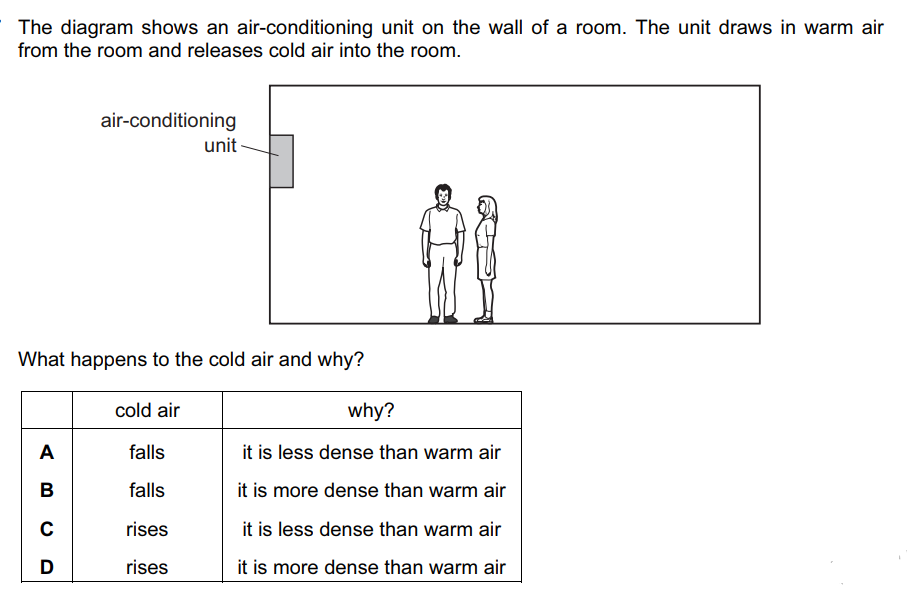 The diagram shows an air-conditioning unit on the wall of a room. The unit draws in warm air
from the room and releases cold air into the room.
air-conditioning
unit
What happens to the cold air and why?
cold air why?
A falls it is less dense than warm air
B falls it is more dense than warm air
C rises it is less dense than warm air
D rises it is more dense than warm air